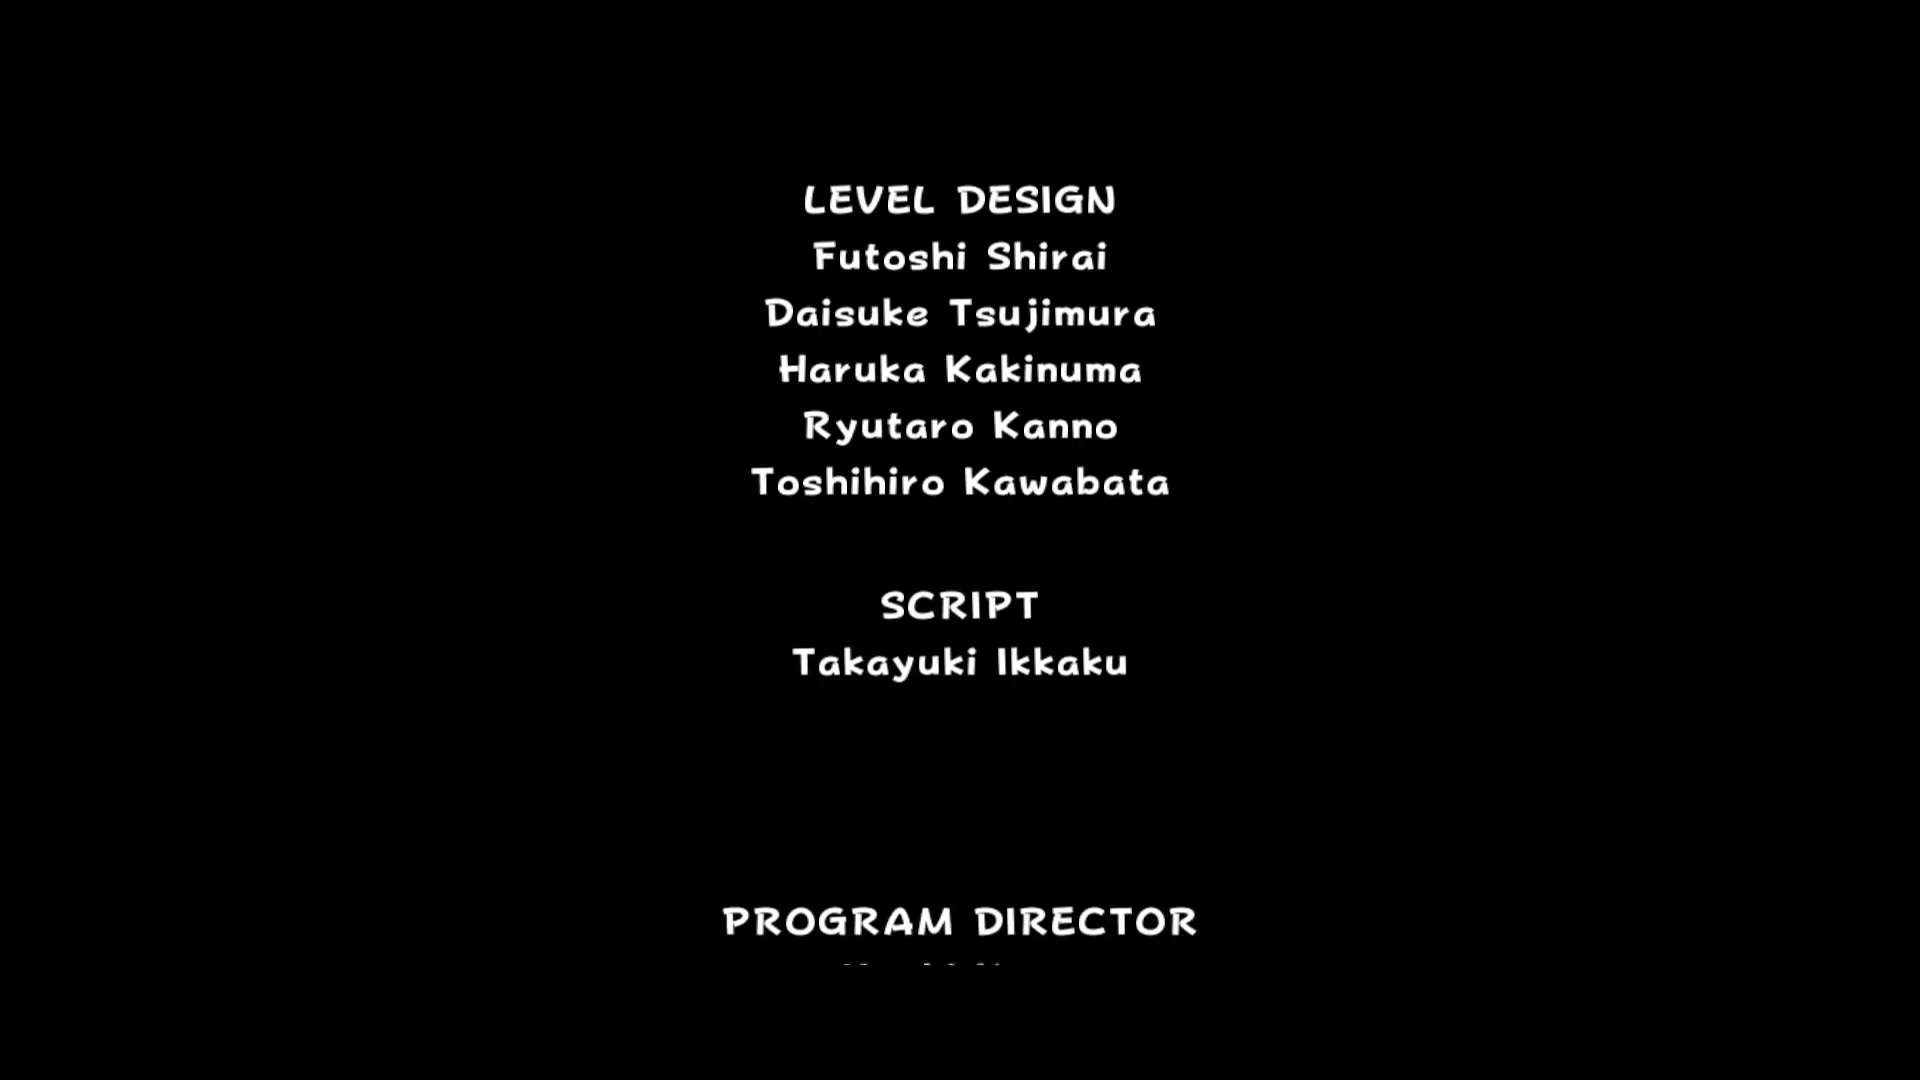 LEVEL DESIGN
Futoshi Shirai
Daisuke Tsujimura
Haruka Kakinuma
Ryutaro Kanno
Toshihiro Kawabata
SCRIPT
Takayuki Ikkaku
PROGRAM DIRECTOR